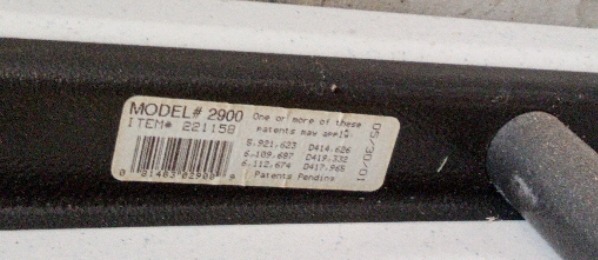 MODEL# 2900
ITEM# 221158
One or more of these
patents may apply
5,921,623 D414,626
6,109,687 D419,332
6,112,674 D417,965
Patents Pending
05/30/01